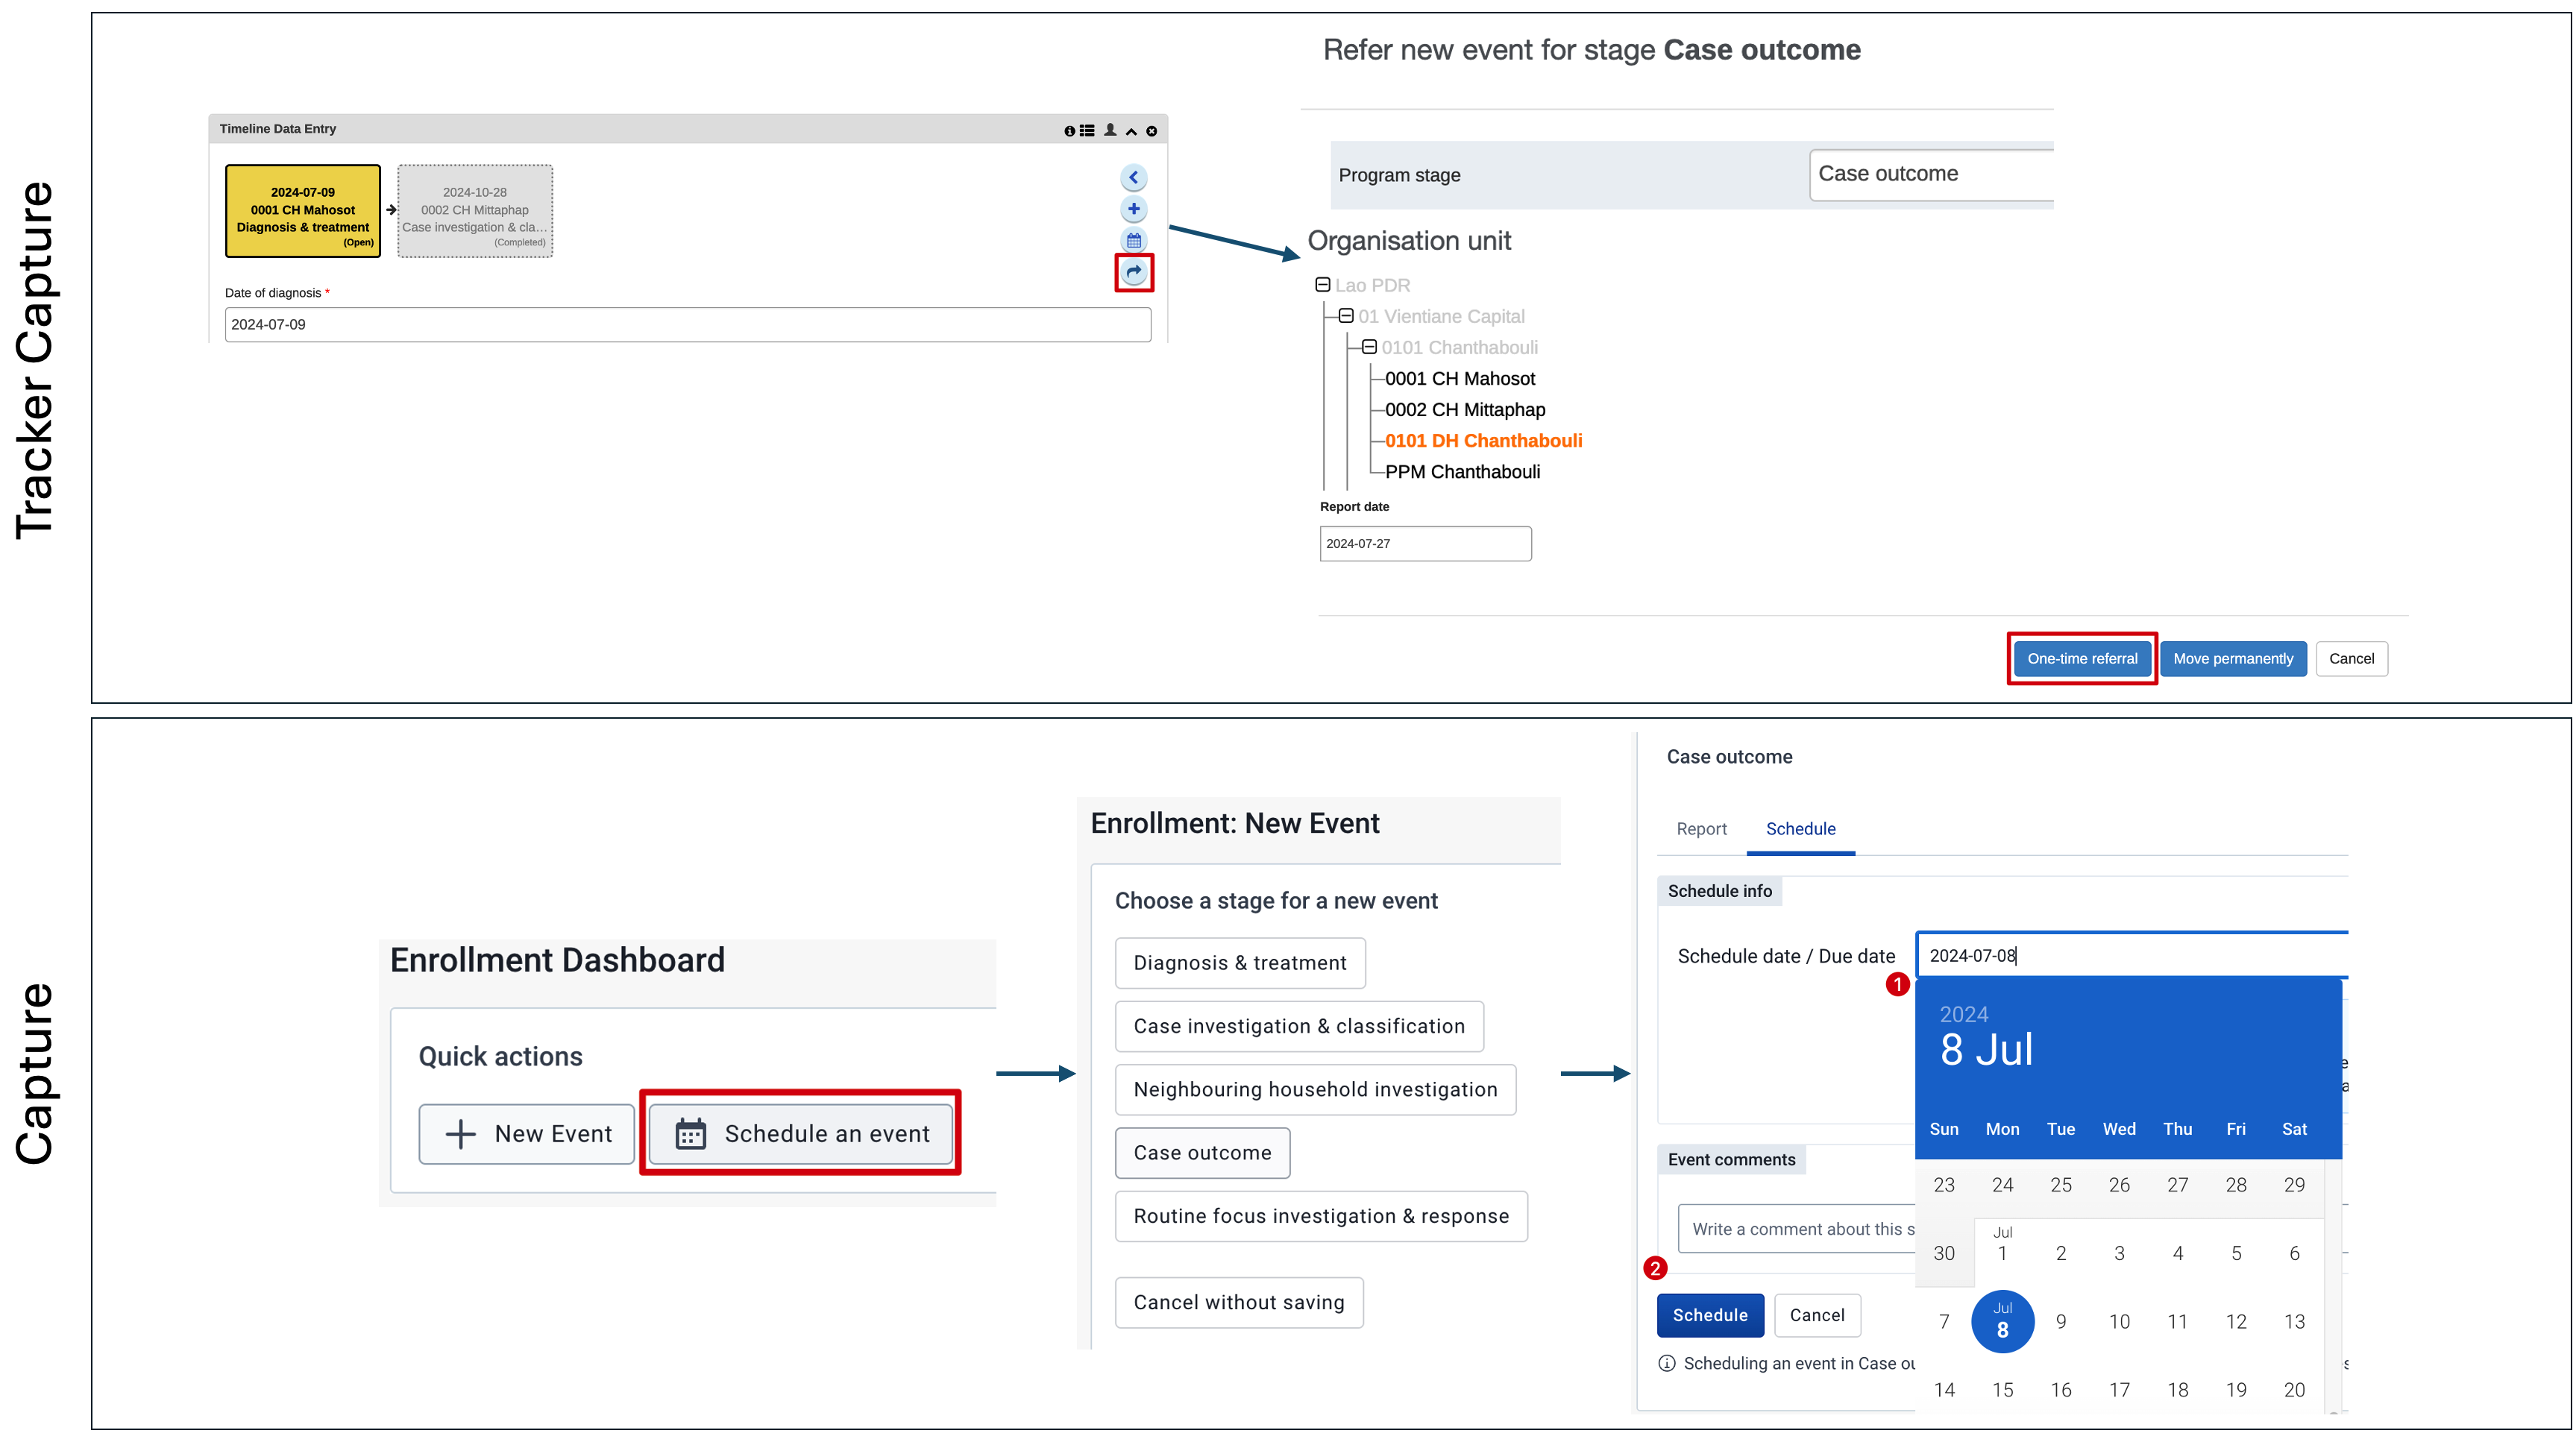 Tracker Capture
Timeline Data Entry
2024-07-09
0001 CH Mahosot
Diagnosis & treatment
(Open)
2024-10-28
0002 CH Mittaphap
Case investigation & cla...
(Completed)
Date of diagnosis *
2024-07-09
Refer new event for stage Case outcome
Program stage
Case outcome
Organisation unit
Lao PDR
01 Vientiane Capital
0101 Chanthabouli
0001 CH Mahosot
0002 CH Mittaphap
0101 DH Chanthabouli
PPM Chanthabouli
Report date
2024-07-27
One-time referral
Move permanently
Cancel
Capture
Enrollment Dashboard
Quick actions
New Event
Schedule an event
Enrollment: New Event
Choose a stage for a new event
Diagnosis & treatment
Case investigation & classification
Neighbouring household investigation
Case outcome
Routine focus investigation & response
Cancel without saving
Case outcome
Report Schedule
Schedule info
Schedule date / Due date
2024-07-08
1
2024
8 Jul
Sun Mon Tue Wed Thu Fri Sat
23 24 25 26 27 28 29
Jul
30 1 2 3 4 5 6
Jul
7 8 9 10 11 12 13
14 15 16 17 18 19 20
Event comments
Write a comment about this s
2
Schedule
Cancel
Scheduling an event in Case ou